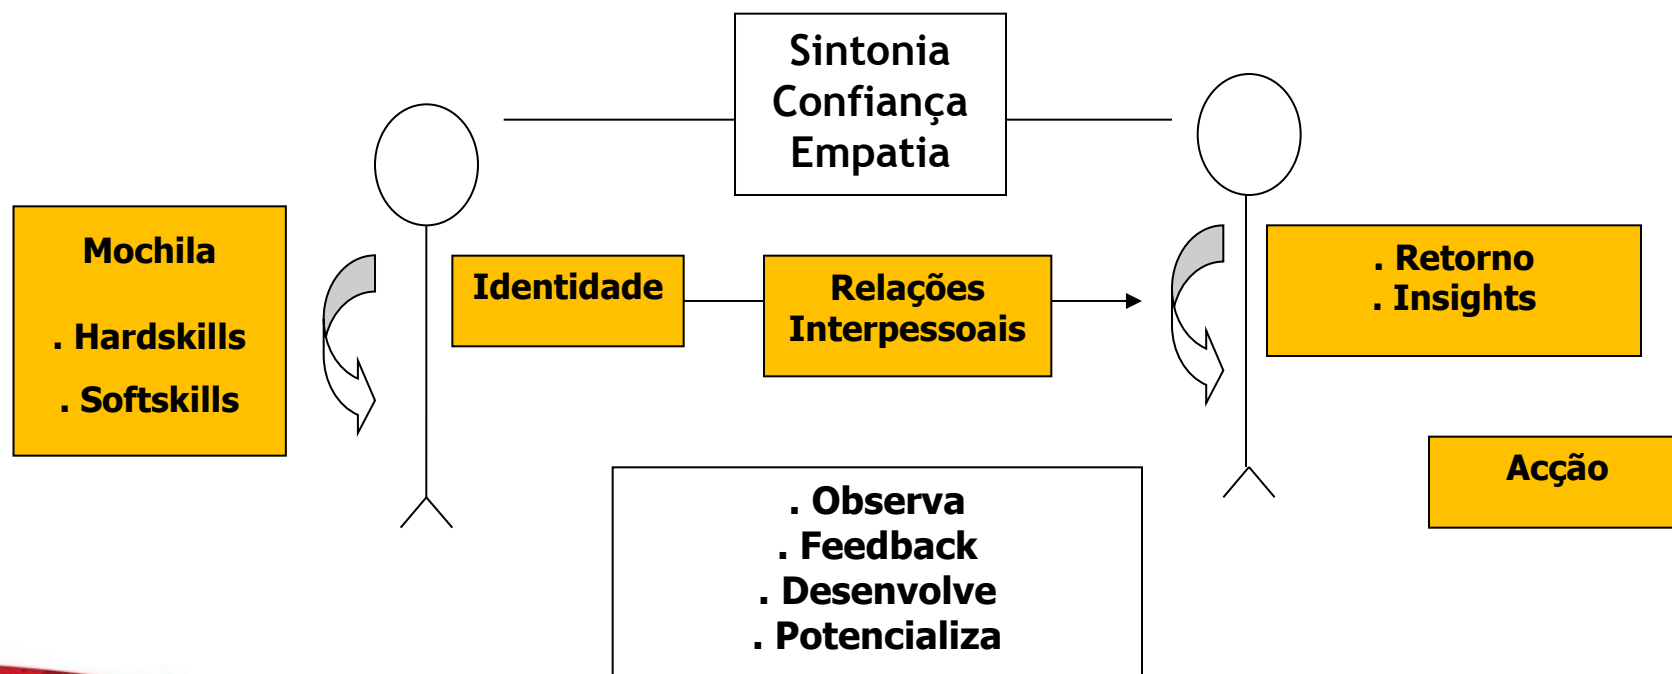 Sintonia
Confiança
Empatia
Mochila
. Hardskills
. Softskills
Identidade
Relações
Interpessoais
. Retorno
. Insights
Acção
. Observa
. Feedback
. Desenvolve
. Potencializa